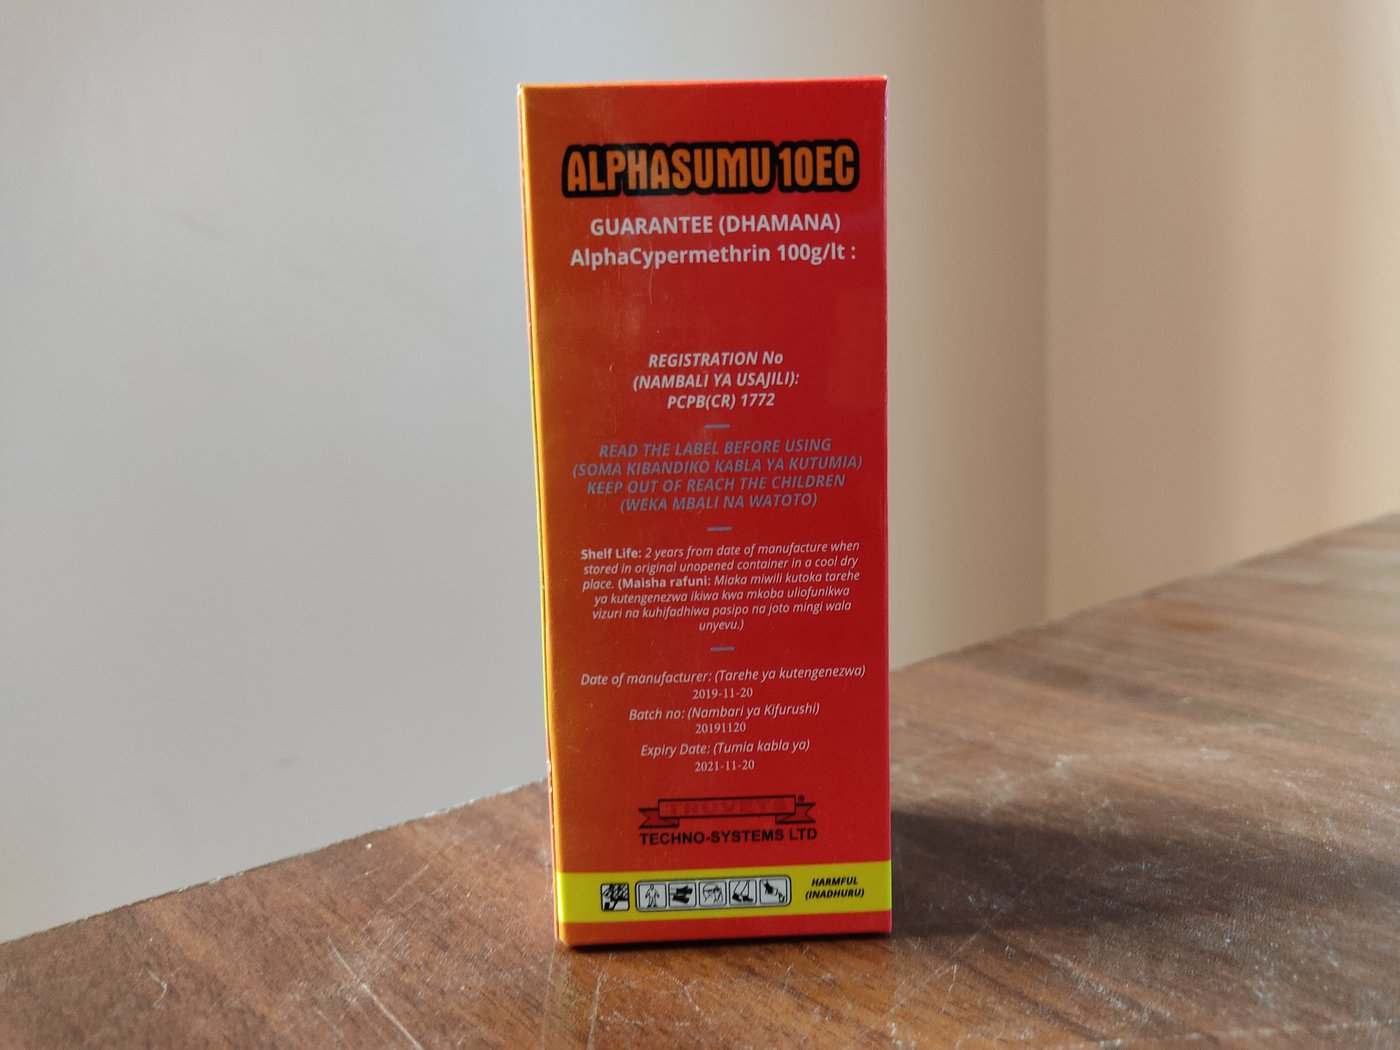 ALPHASUMU 10EC
GUARANTEE (DHAMANA)
AlphaCypermethrin 100g/lt :
REGISTRATION No
(NAMBALI YA USAJILI):
PCPB(CR) 1772
READ THE LABEL BEFORE USING
(SOMA KIBANDIKO KABLA YA KUTUMIA)
KEEP OUT OF REACH THE CHILDREN
(WEKA MBALI NA WATOTO)
Shelf Life: 2 years from date of manufacture when
stored in original unopened container in a cool dry
place. (Maisha rafuni: Miaka miwili kutoka tarehe
ya kutengenezwa ikiwa kwa mkoba uliofunikwa
vizuri na kuhifadhiwa pasipo na joto mingi wala
unyevu.)
Date of manufacturer: (Tarehe ya kutengenezwa)
2019-11-20
Batch no: (Nambari ya Kifurushi)
20191120
Expiry Date: (Tumia kabla ya)
2021-11-20
TRUVETS®
TECHNO-SYSTEMS LTD
HARMFUL
(INADHURU)